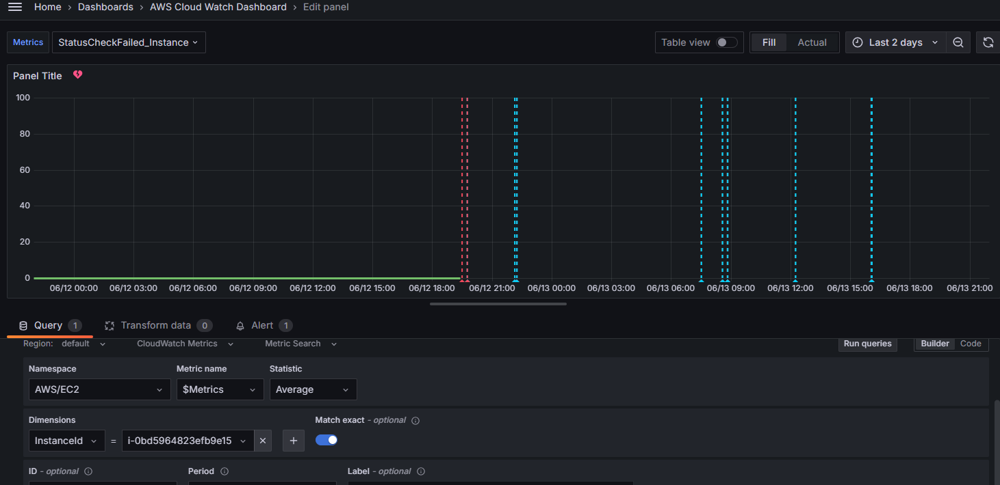 Home › Dashboards › AWS Cloud Watch Dashboard › Edit panel
Metrics StatusCheckFailed_Instance Table view Fill Actual Last 2 days
Panel Title
100
80
60
40
20
0
06/12 00:00 06/12 03:00 06/12 06:00 06/12 09:00 06/12 12:00 06/12 15:00 06/12 18:00 06/12 21:00 06/13 00:00 06/13 03:00 06/13 06:00 06/13 09:00 06/13 12:00 06/13 15:00 06/13 18:00 06/13 21:00
Query 1 Transform data 0 Alert 1
Region: default CloudWatch Metrics Metric Search Run queries Builder Code
Namespace Metric name Statistic
AWS/EC2 $Metrics Average
Dimensions Match exact - optional
InstanceId = i-0bd5964823efb9e15
ID - optional Period Label - optional